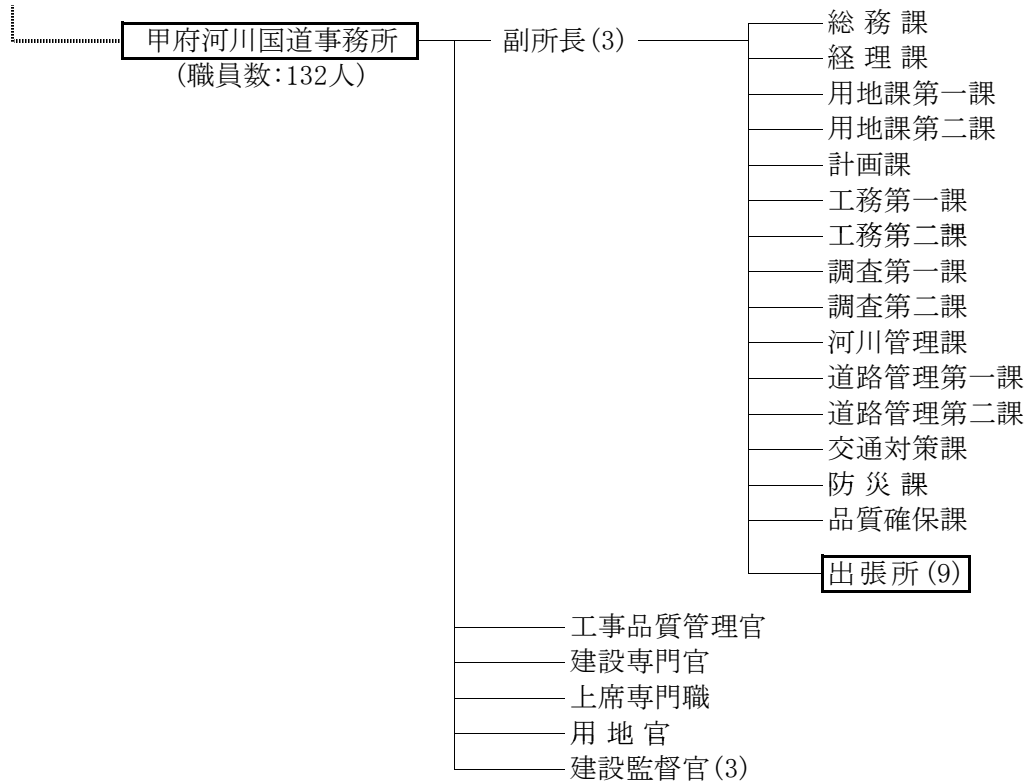 甲府河川国道事務所
(職員数:132人)
副所長(3)
総 務 課
経 理 課
用地課第一課
用地課第二課
計画課
工務第一課
工務第二課
調査第一課
調査第二課
河川管理課
道路管理第一課
道路管理第二課
交通対策課
防 災 課
品質確保課
出張所(9)
工事品質管理官
建設専門官
上席専門職
用 地 官
建設監督官(3)